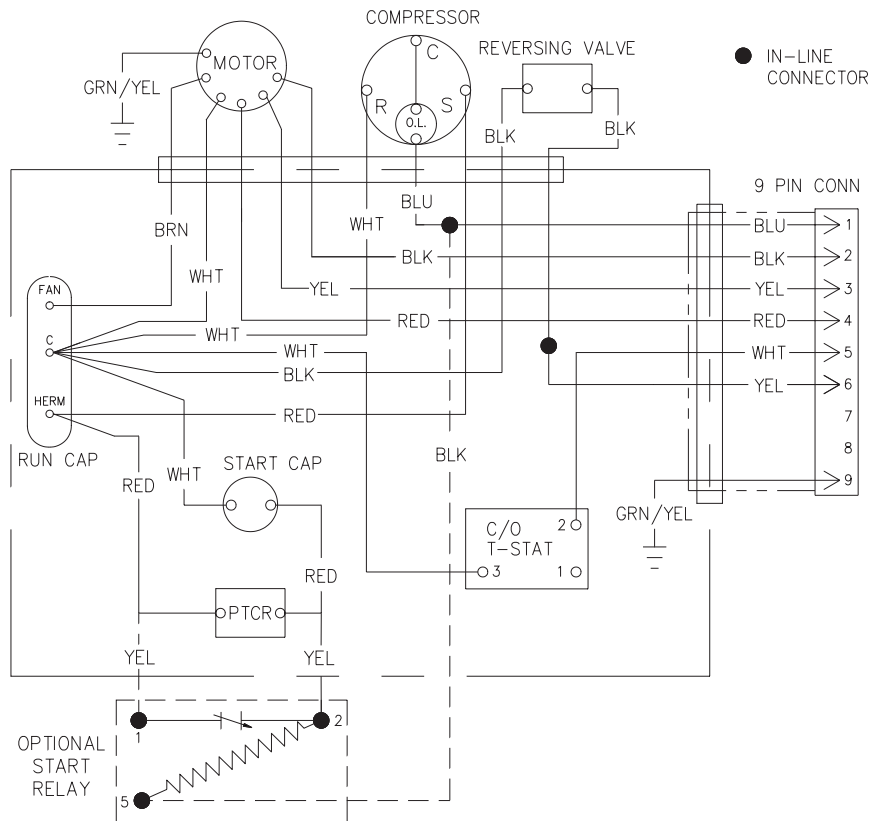 COMPRESSOR
REVERSING VALVE
IN-LINE
CONNECTOR
MOTOR
C
GRN/YEL
R
S
O.L.
BLK
BLK
9 PIN CONN
BLU
WHT
BRN
BLU
1
BLK
BLK
2
WHT
FAN
YEL
YEL
3
RED
RED
4
WHT
C
WHT
WHT
5
BLK
YEL
6
HERM
RED
7
8
RUN CAP
WHT
START CAP
BLK
RED
9
GRN/YEL
C/O
T-STAT
2
3
1
RED
PTCR
YEL
YEL
1
2
OPTIONAL
START
RELAY
5